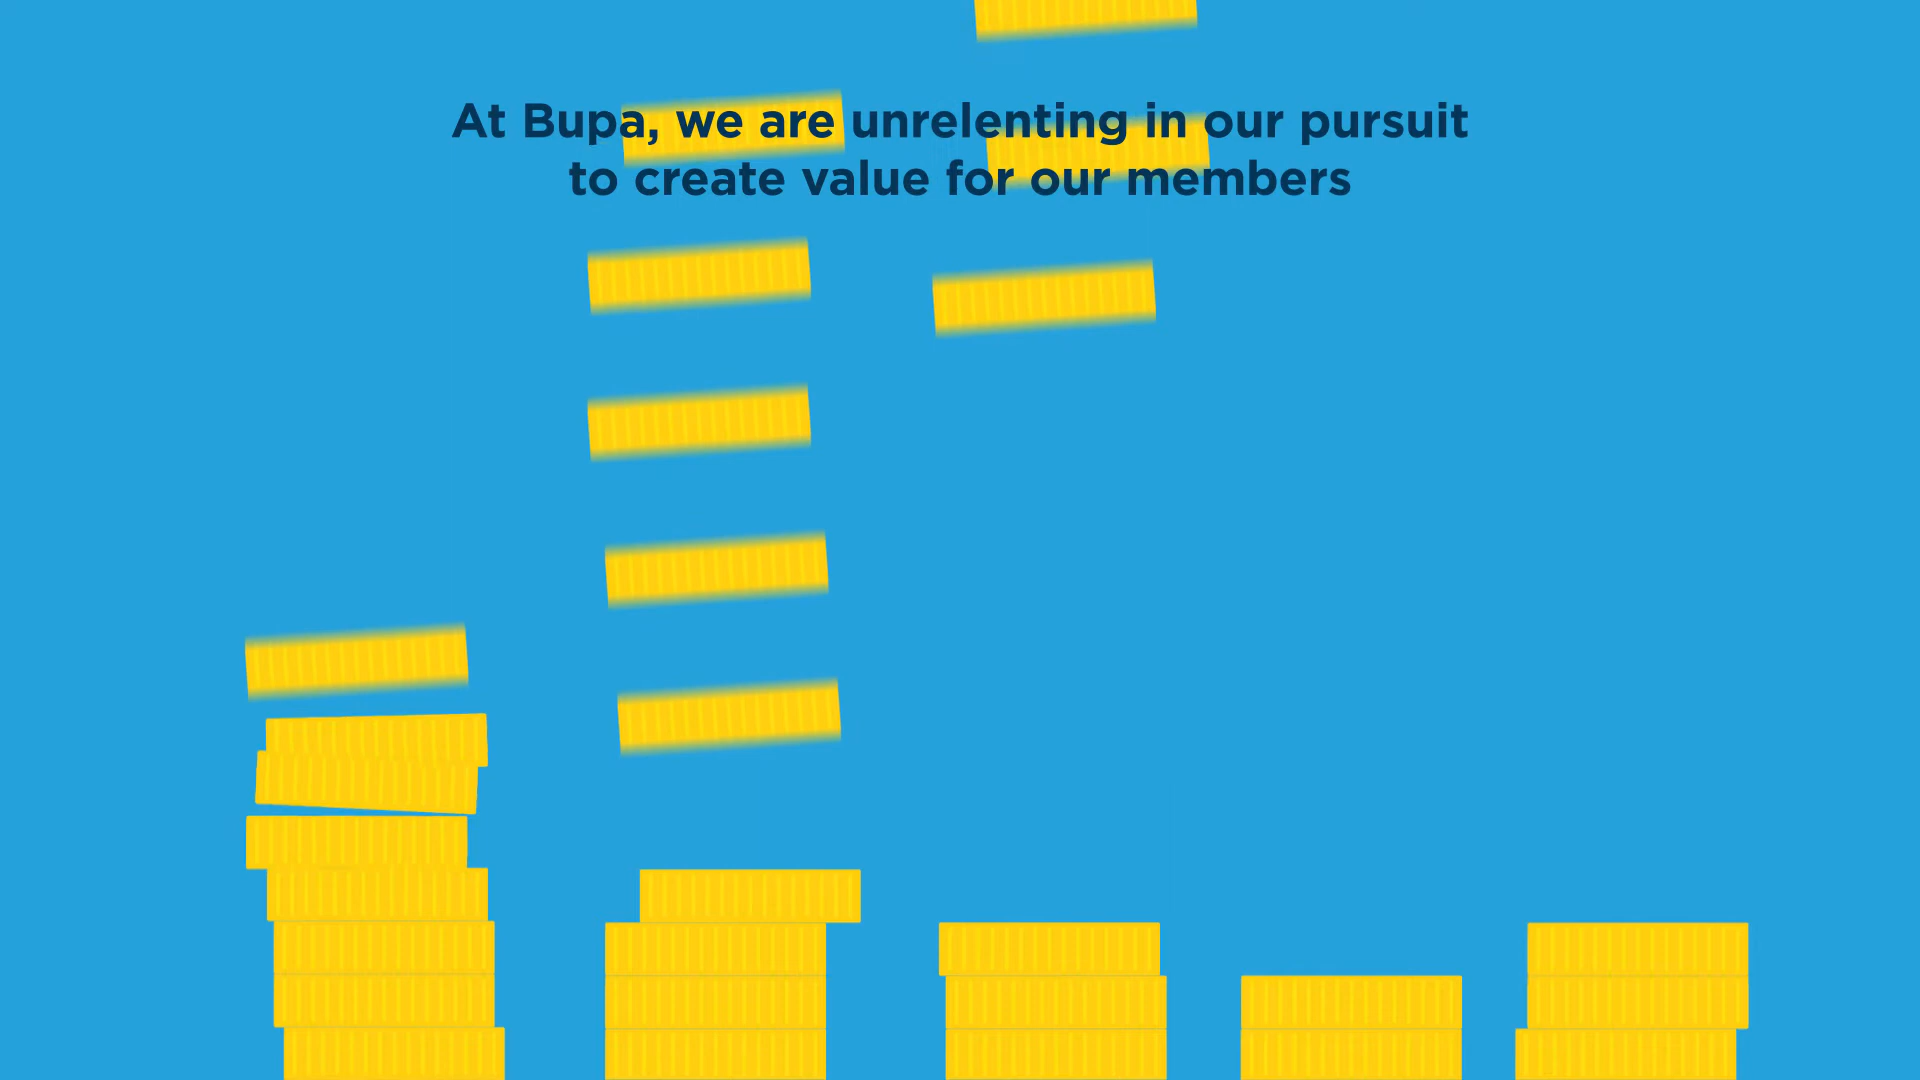 At Bupa, we are unrelenting in our pursuit
to create value for our members